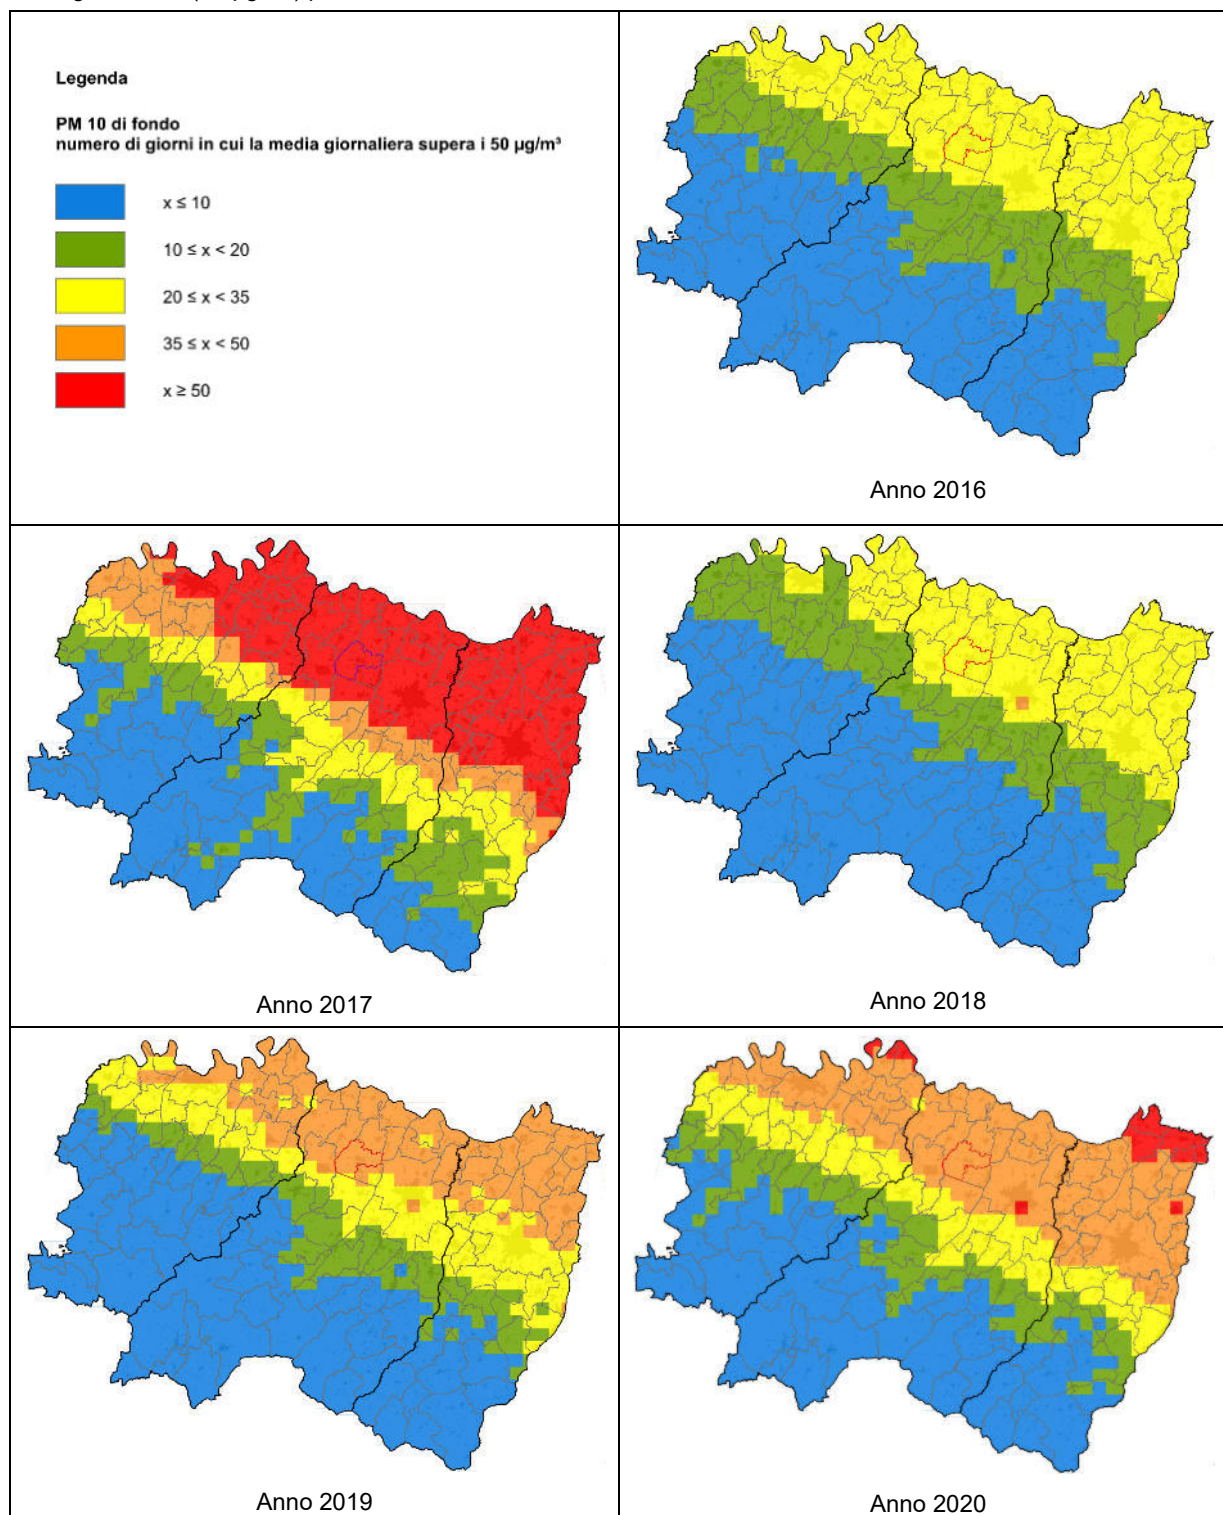 Legenda
PM 10 di fondo
numero di giorni in cui la media giornaliera supera i 50 µg/m³
x ≤ 10
10 ≤ x < 20
20 ≤ x < 35
35 ≤ x < 50
x ≥ 50
Anno 2016
Anno 2017
Anno 2018
Anno 2019
Anno 2020